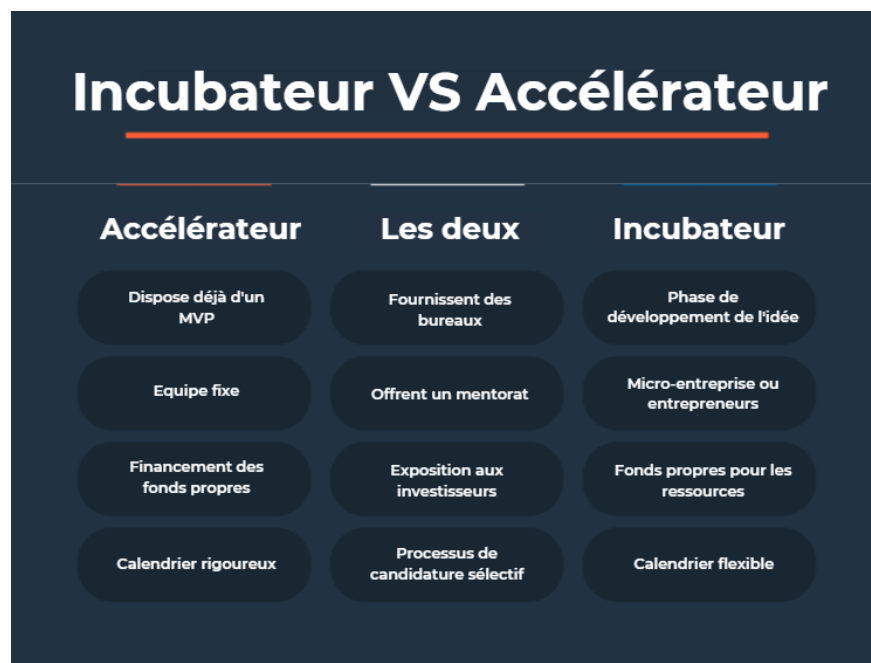 Incubateur VS Accélérateur
Accélérateur
Dispose déjà d'un
MVP
Equipe fixe
Financement des
fonds propres
Calendrier rigoureux
Les deux
Fournissent des
bureaux
Offrent un mentorat
Exposition aux
investisseurs
Processus de
candidature sélectif
Incubateur
Phase de
développement de l'idée
Micro-entreprise ou
entrepreneurs
Fonds propres pour les
ressources
Calendrier flexible